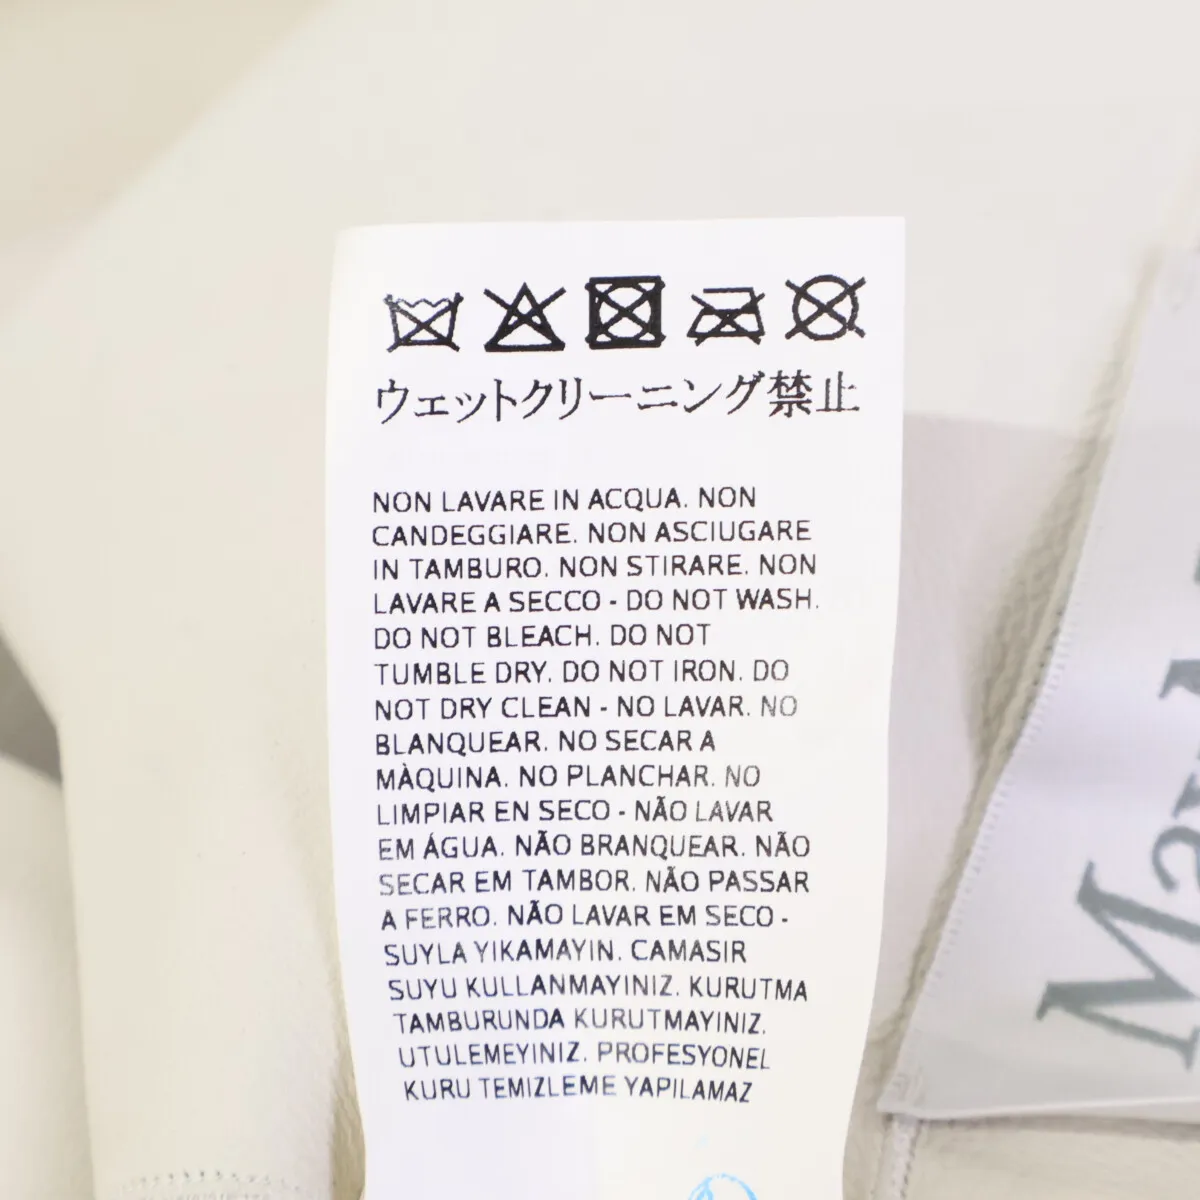 ウェットクリーニング禁止
NON LAVARE IN ACQUA. NON
CANDEGGIARE. NON ASCIUGARE
IN TAMBURO. NON STIRARE. NON
LAVARE A SECCO - DO NOT WASH.
DO NOT BLEACH. DO NOT
TUMBLE DRY. DO NOT IRON. DO
NOT DRY CLEAN - NO LAVAR. NO
BLANQUEAR. NO SECAR A
MÀQUINA. NO PLANCHAR. NO
LIMPIAR EN SECO - NÃO LAVAR
EM ÁGUA. NÃO BRANQUEAR. NÃO
SECAR EM TAMBOR. NÃO PASSAR
A FERRO. NÃO LAVAR EM SECO -
SUYLA YIKAMAYIN. CAMASIR
SUYU KULLANMAYINIZ. KURUTMA
TAMBURUNDA KURUTMAYINIZ.
UTULEMEYINIZ. PROFESYONEL
KURU TEMIZLEME YAPILAMAZ